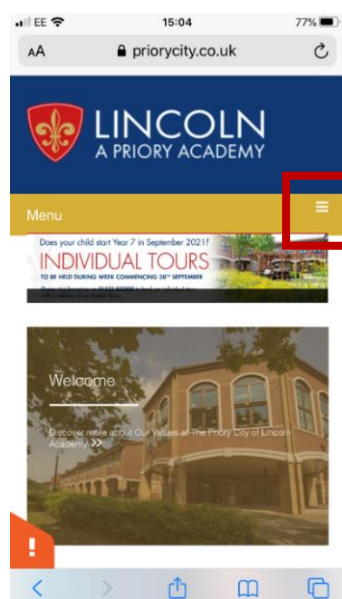 EE 15:04 77%
AA priorycity.co.uk
LINCOLN
A PRIORY ACADEMY
Menu
Does your child start Year 7 in September 2021?
INDIVIDUAL TOURS
TO BE HELD DURING WEEK COMMENCING 28TH SEPTEMBER
Welcome
Discover more about Our Values at The Priory City of Lincoln
Academy >>
!